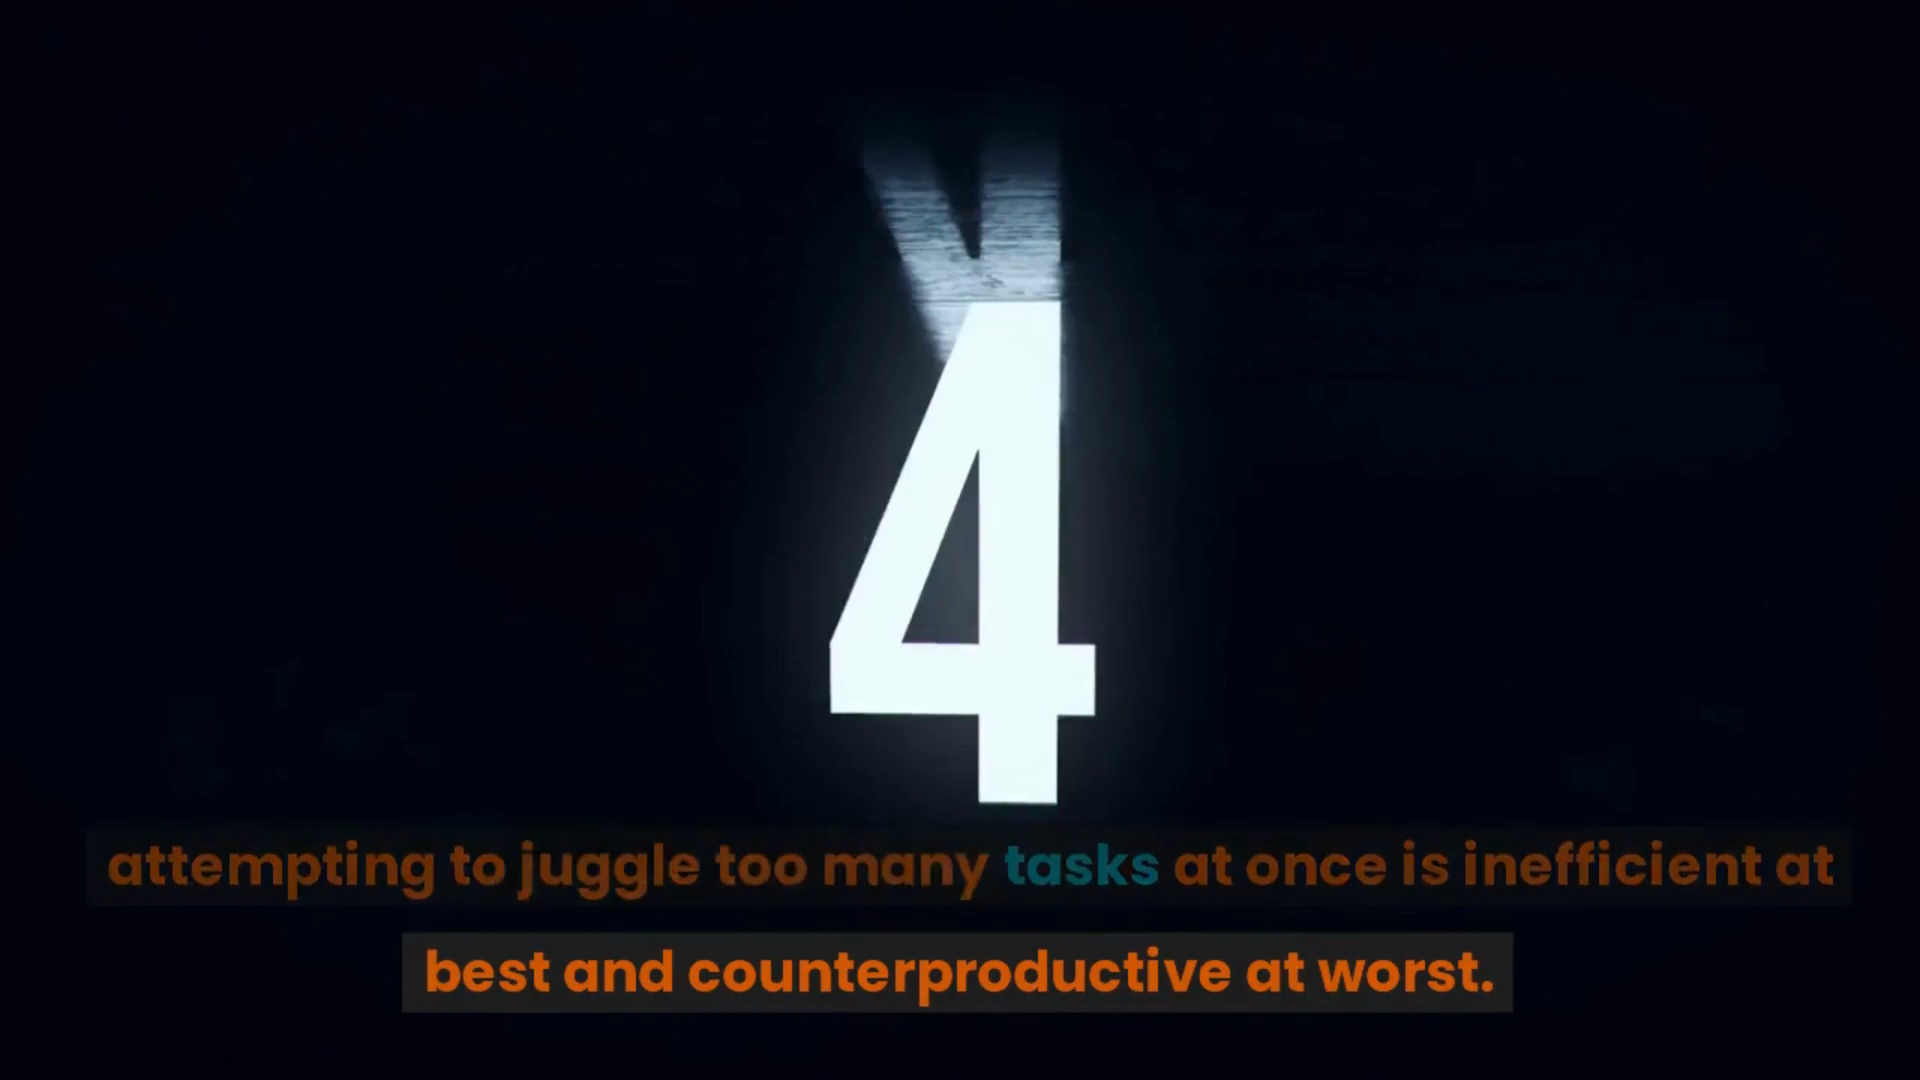 4
attempting to juggle too many tasks at once is inefficient at
best and counterproductive at worst.